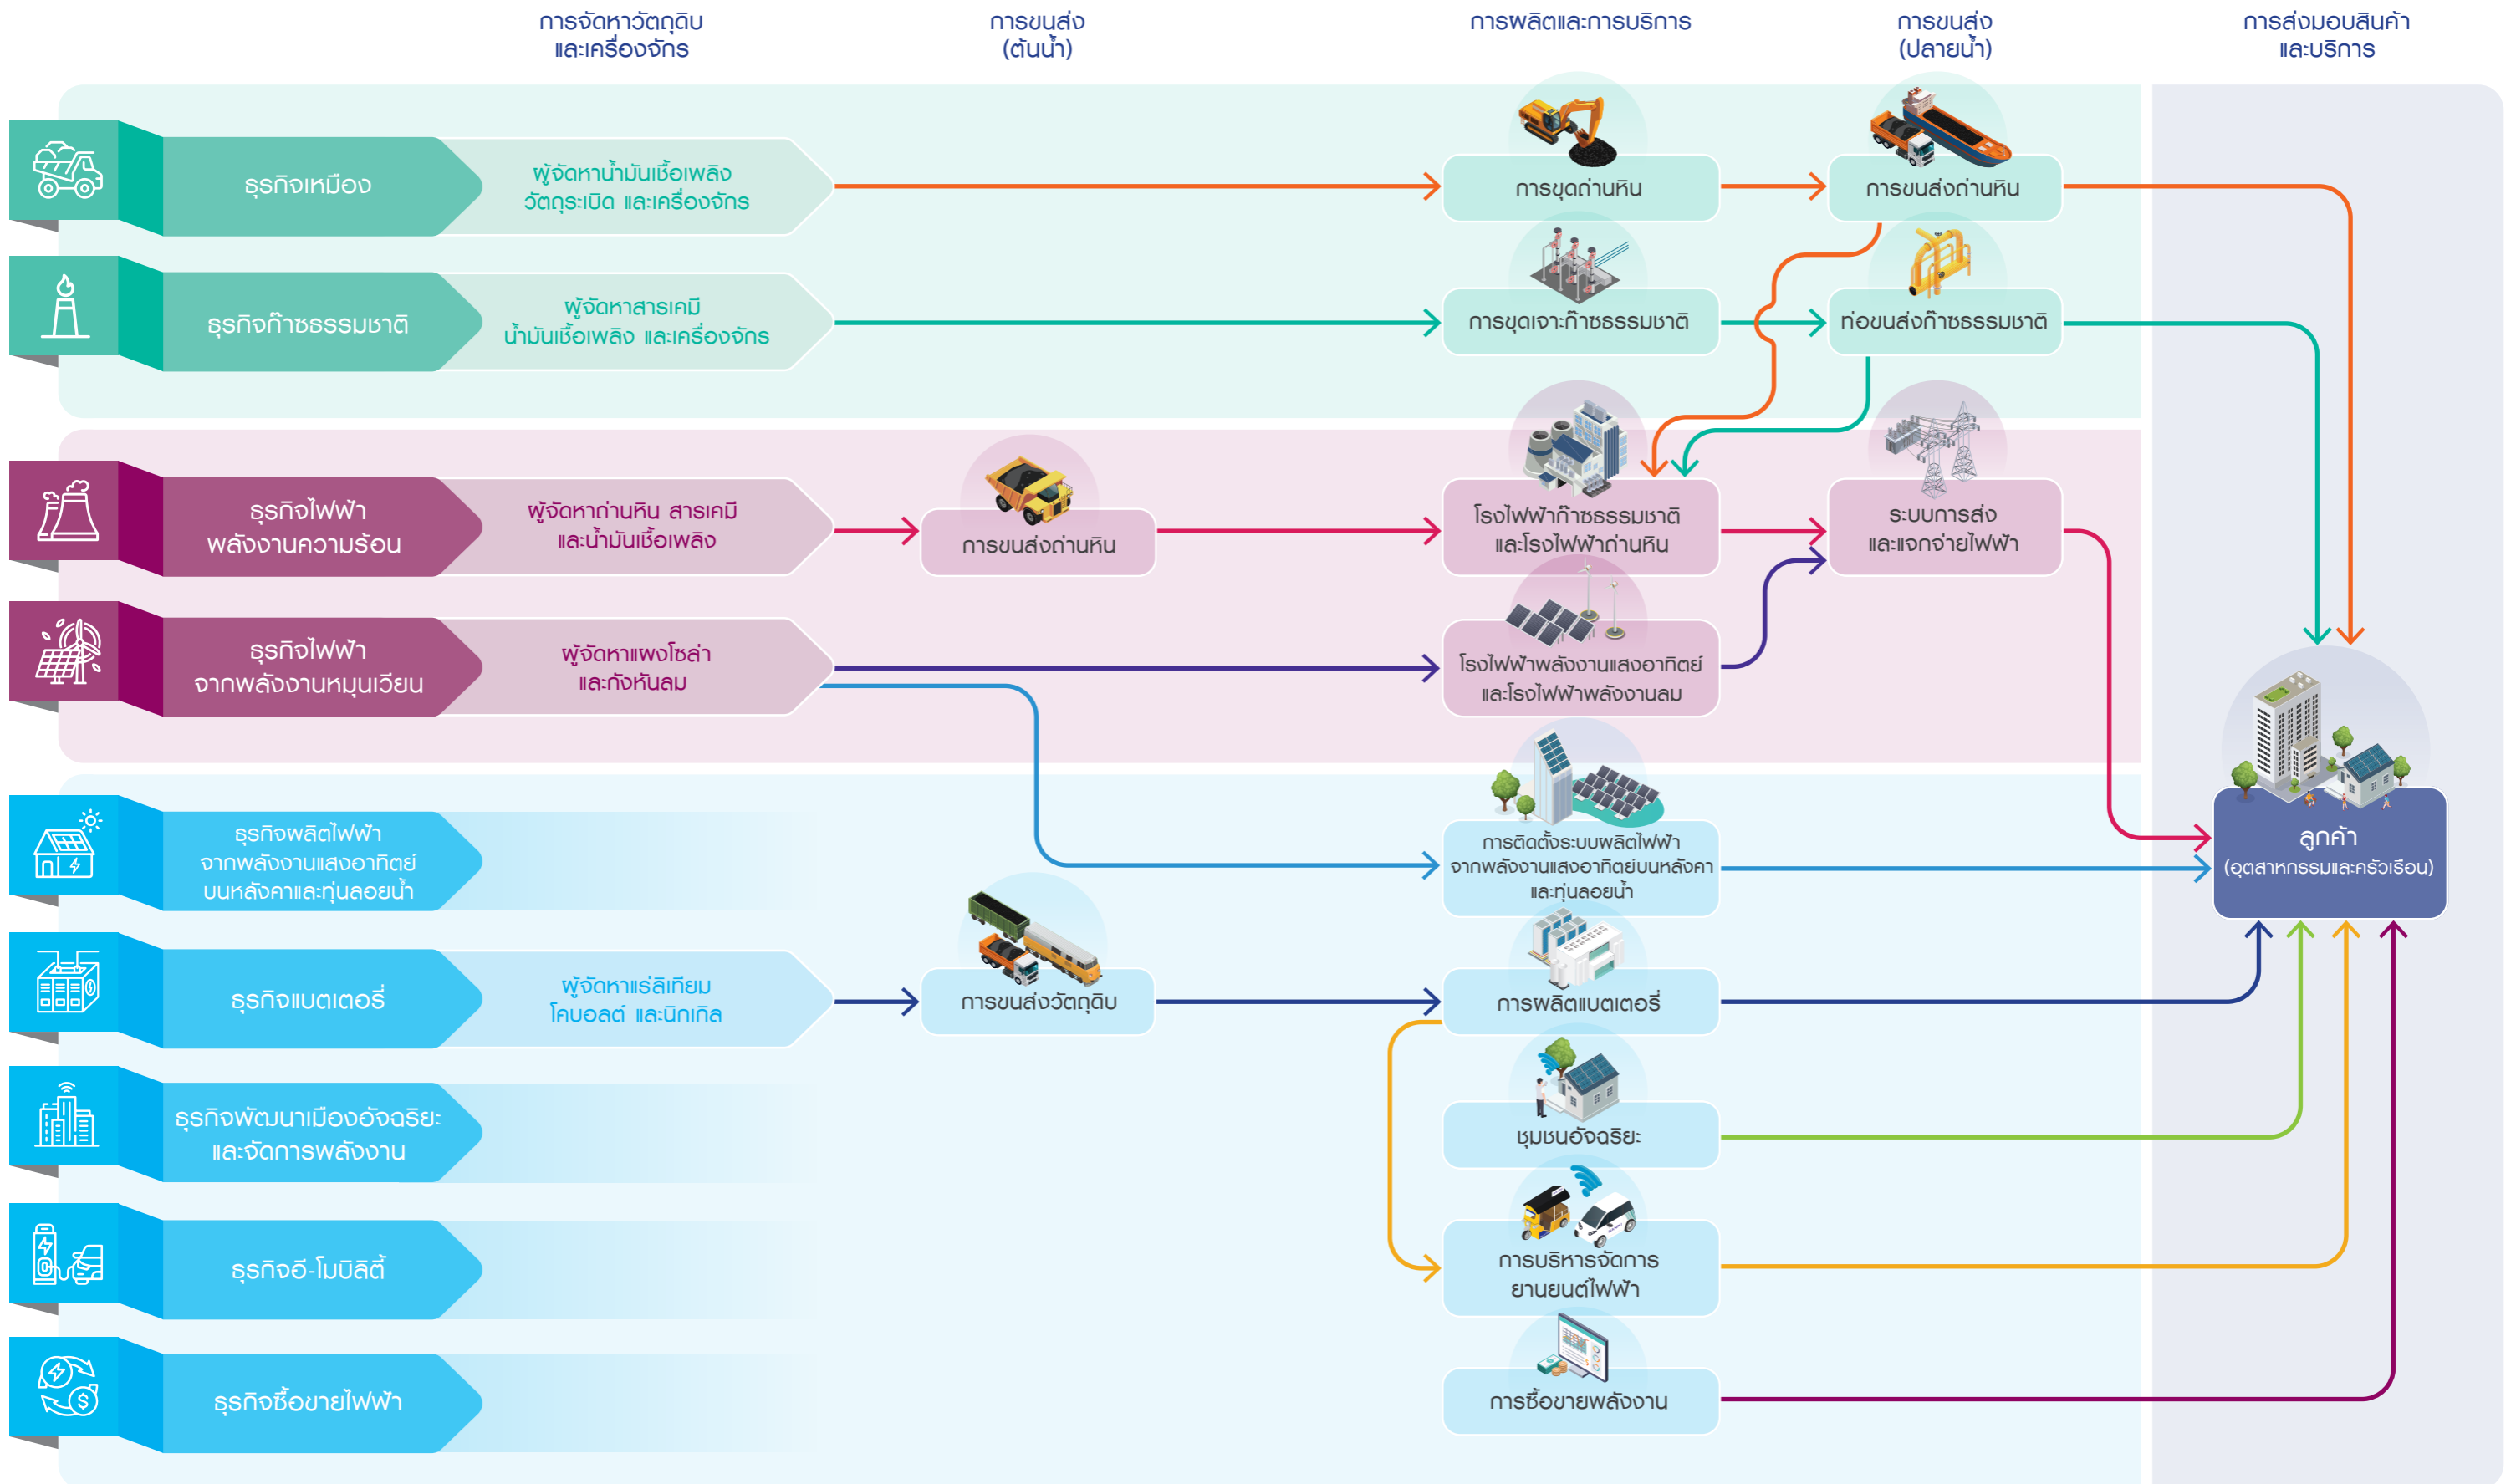 การจัดหาวัตถุดิบ
และเครื่องจักร
การขนส่ง
(ต้นน้ำ)
การผลิตและการบริการ
การขนส่ง
(ปลายน้ำ)
การส่งมอบสินค้า
และบริการ
ธุรกิจเหมือง
ผู้จัดหาน้ำมันเชื้อเพลิง
วัตถุระเบิด และเครื่องจักร
การขุดถ่านหิน
การขนส่งถ่านหิน
ธุรกิจก๊าซธรรมชาติ
ผู้จัดหาสารเคมี
น้ำมันเชื้อเพลิง และเครื่องจักร
การขุดเจาะก๊าซธรรมชาติ
ท่อขนส่งก๊าซธรรมชาติ
ธุรกิจไฟฟ้า
พลังงานความร้อน
ผู้จัดหาถ่านหิน สารเคมี
และน้ำมันเชื้อเพลิง
การขนส่งถ่านหิน
โรงไฟฟ้าก๊าซธรรมชาติ
และโรงไฟฟ้าถ่านหิน
ระบบการส่ง
และแจกจ่ายไฟฟ้า
ธุรกิจไฟฟ้า
จากพลังงานหมุนเวียน
ผู้จัดหาแผงโซล่า
และกังหันลม
โรงไฟฟ้าพลังงานแสงอาทิตย์
และโรงไฟฟ้าพลังงานลม
ธุรกิจผลิตไฟฟ้า
จากพลังงานแสงอาทิตย์
บนหลังคาและทุ่นลอยน้ำ
การติดตั้งระบบผลิตไฟฟ้า
จากพลังงานแสงอาทิตย์บนหลังคา
และทุ่นลอยน้ำ
ลูกค้า
(อุตสาหกรรมและครัวเรือน)
ธุรกิจแบตเตอรี่
ผู้จัดหาแร่ลิเทียม
โคบอลต์ และนิกเกิล
การขนส่งวัตถุดิบ
การผลิตแบตเตอรี่
ธุรกิจพัฒนาเมืองอัจฉริยะ
และจัดการพลังงาน
ชุมชนอัจฉริยะ
ธุรกิจอี-โมบิลิตี้
การบริหารจัดการ
ยานยนต์ไฟฟ้า
ธุรกิจซื้อขายไฟฟ้า
การซื้อขายพลังงาน